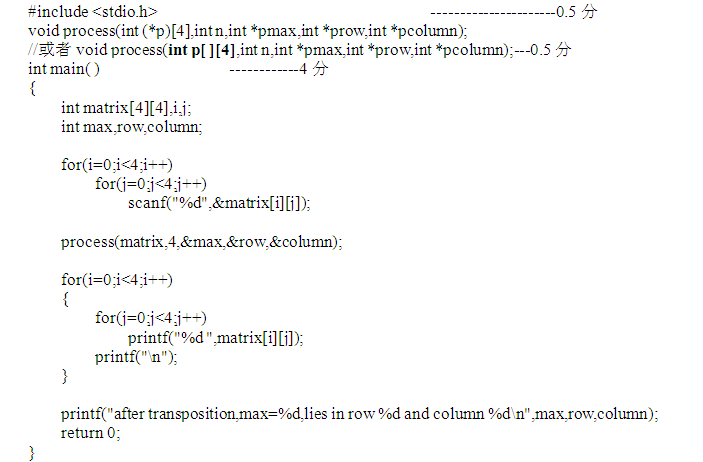 #include <stdio.h> -----------------------0.5 分
void process(int (*p)[4],int n,int *pmax,int *prow,int *pcolumn);
//或者 void process(int p[ ][4],int n,int *pmax,int *prow,int *pcolumn);---0.5 分
int main( ) ------------4 分
{
int matrix[4][4],i,j;
int max,row,column;
for(i=0;i<4;i++)
for(j=0;j<4;j++)
scanf("%d",&matrix[i][j]);
process(matrix,4,&max,&row,&column);
for(i=0;i<4;i++)
{
for(j=0;j<4;j++)
printf("%d ",matrix[i][j]);
printf("\n");
}
printf("after transposition,max=%d,lies in row %d and column %d\n",max,row,column);
return 0;
}